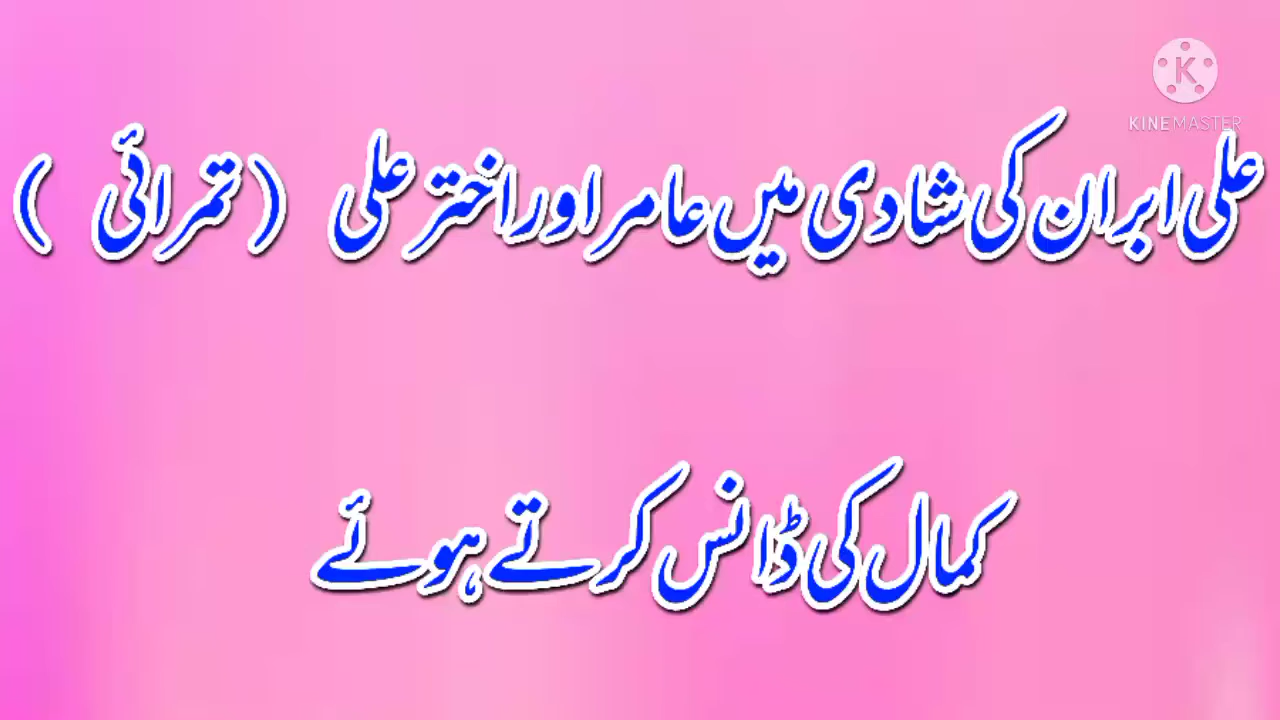 KINEMASTER
علی ابران کی شادی میں عامر اور اختر علی ( تمرائی )
کمال کی ڈانس کرتے ہوئے